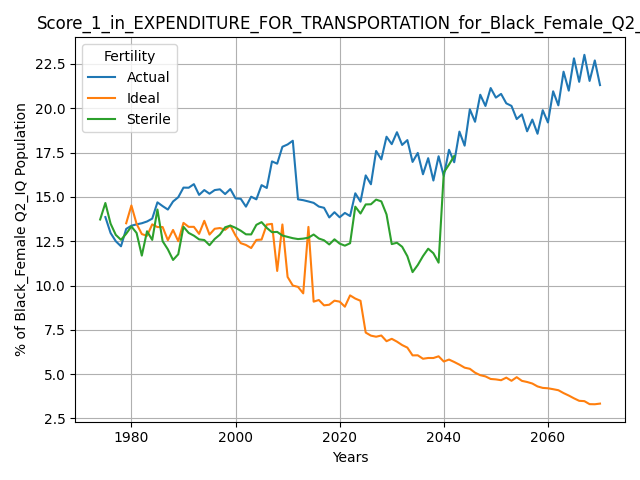 Score_1_in_EXPENDITURE_FOR_TRANSPORTATION_for_Black_Female_Q2_
Fertility
Actual
Ideal
Sterile
% of Black_Female Q2_IQ Population
22.5
20.0
17.5
15.0
12.5
10.0
7.5
5.0
2.5
1980 2000 2020 2040 2060
Years